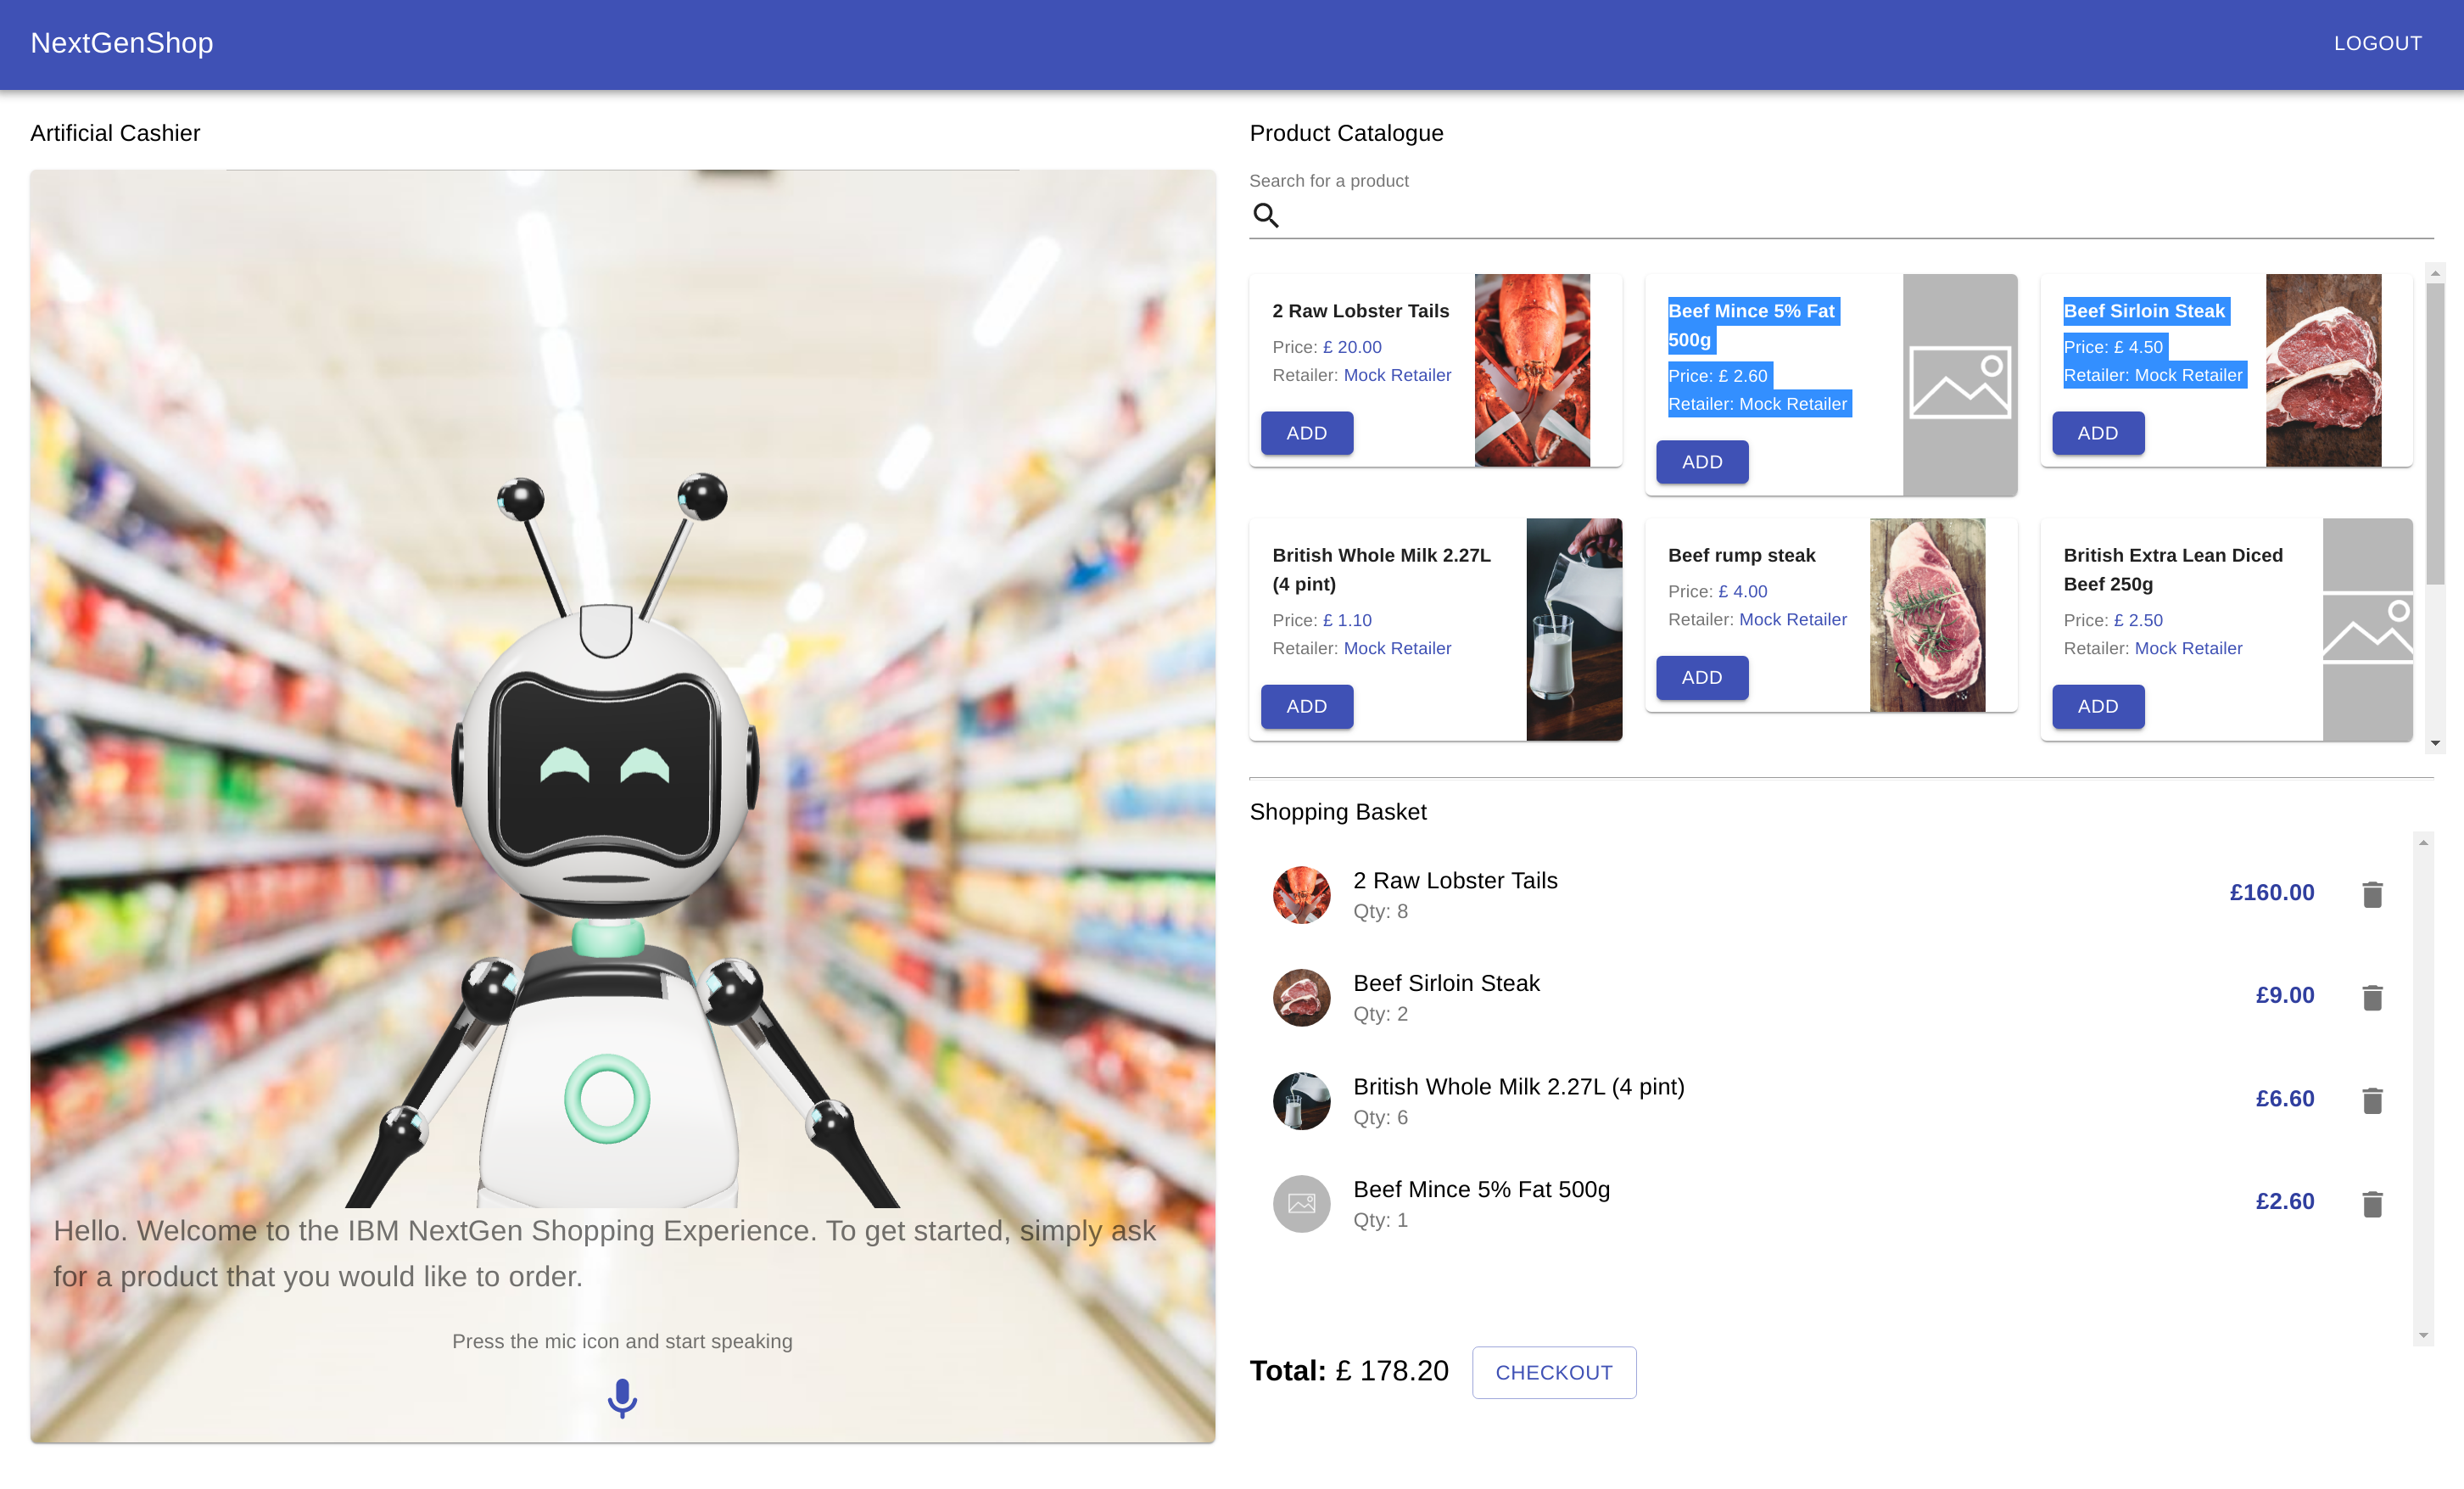 NextGenShop
LOGOUT
Artificial Cashier
Hello. Welcome to the IBM NextGen Shopping Experience. To get started, simply ask
for a product that you would like to order.
Press the mic icon and start speaking
Product Catalogue
Search for a product
2 Raw Lobster Tails
Price: £ 20.00
Retailer: Mock Retailer
ADD
Beef Mince 5% Fat
500g
Price: £ 2.60
Retailer: Mock Retailer
ADD
Beef Sirloin Steak
Price: £ 4.50
Retailer: Mock Retailer
ADD
British Whole Milk 2.27L
(4 pint)
Price: £ 1.10
Retailer: Mock Retailer
ADD
Beef rump steak
Price: £ 4.00
Retailer: Mock Retailer
ADD
British Extra Lean Diced
Beef 250g
Price: £ 2.50
Retailer: Mock Retailer
ADD
Shopping Basket
2 Raw Lobster Tails
Qty: 8
£160.00
Beef Sirloin Steak
Qty: 2
£9.00
British Whole Milk 2.27L (4 pint)
Qty: 6
£6.60
Beef Mince 5% Fat 500g
Qty: 1
£2.60
Total: £ 178.20
CHECKOUT